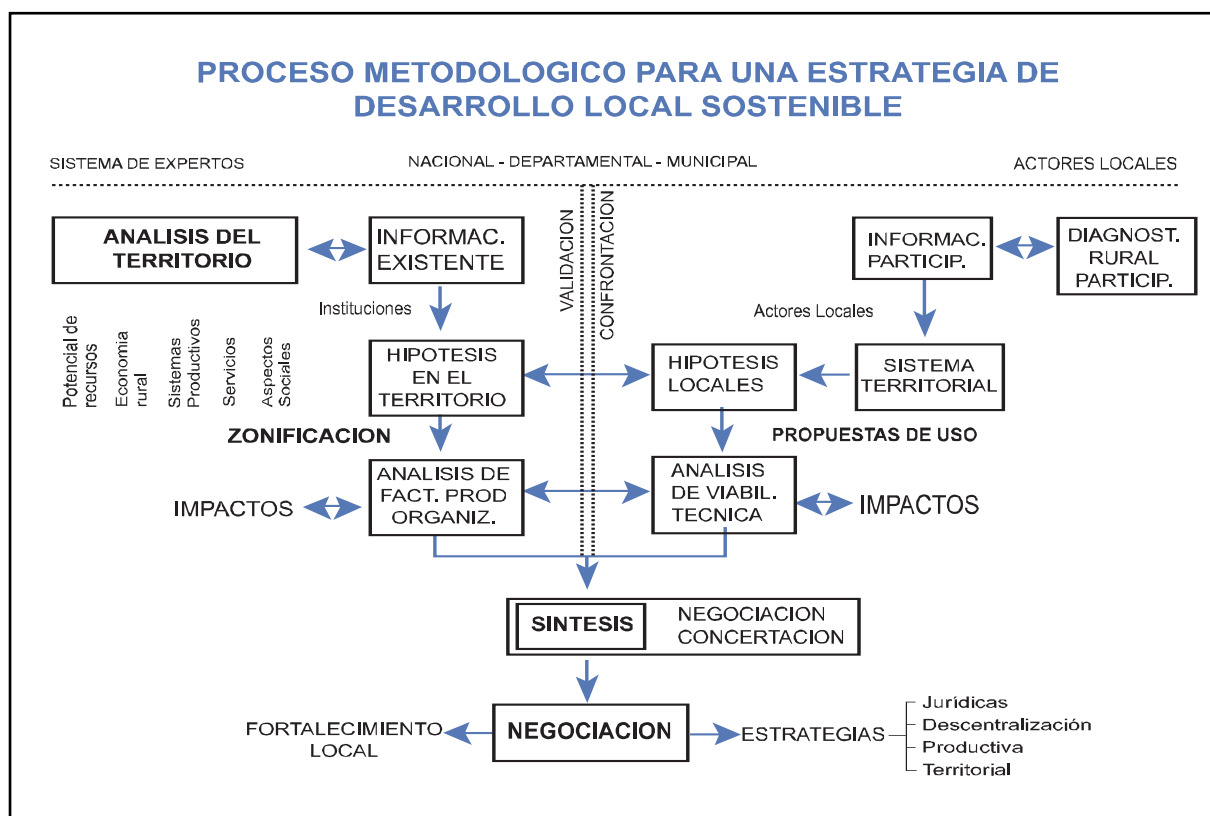 PROCESO METODOLOGICO PARA UNA ESTRATEGIA DE
DESARROLLO LOCAL SOSTENIBLE
SISTEMA DE EXPERTOS
NACIONAL - DEPARTAMENTAL - MUNICIPAL
ACTORES LOCALES
ANALISIS DEL
TERRITORIO
INFORMAC.
EXISTENTE
VALIDACION
CONFRONTACION
INFORMAC.
PARTICIP.
DIAGNOST.
RURAL
PARTICIP.
Instituciones
Actores Locales
Potencial de
recursos
Economia
rural
Sistemas
Productivos
Servicios
Aspectos
Sociales
HIPOTESIS
EN EL
TERRITORIO
HIPOTESIS
LOCALES
SISTEMA
TERRITORIAL
ZONIFICACION
PROPUESTAS DE USO
IMPACTOS
ANALISIS DE
FACT. PROD
ORGANIZ.
ANALISIS
DE VIABIL.
TECNICA
IMPACTOS
SINTESIS
NEGOCIACION
CONCERTACION
FORTALECIMIENTO
LOCAL
NEGOCIACION
ESTRATEGIAS
Jurídicas
Descentralización
Productiva
Territorial